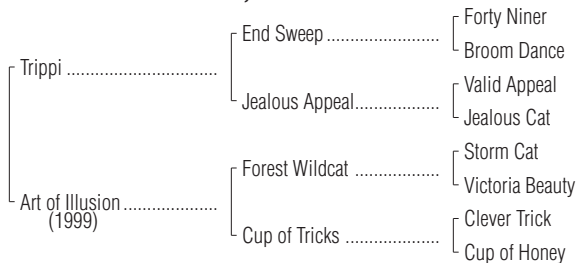 Forty Niner
End Sweep ..................
Broom Dance
Trippi ................................
Valid Appeal
Jealous Appeal..................
Jealous Cat
Storm Cat
Forest Wildcat ..................
Victoria Beauty
Art of Illusion ....................
(1999)
Clever Trick
Cup of Tricks ....................
Cup of Honey